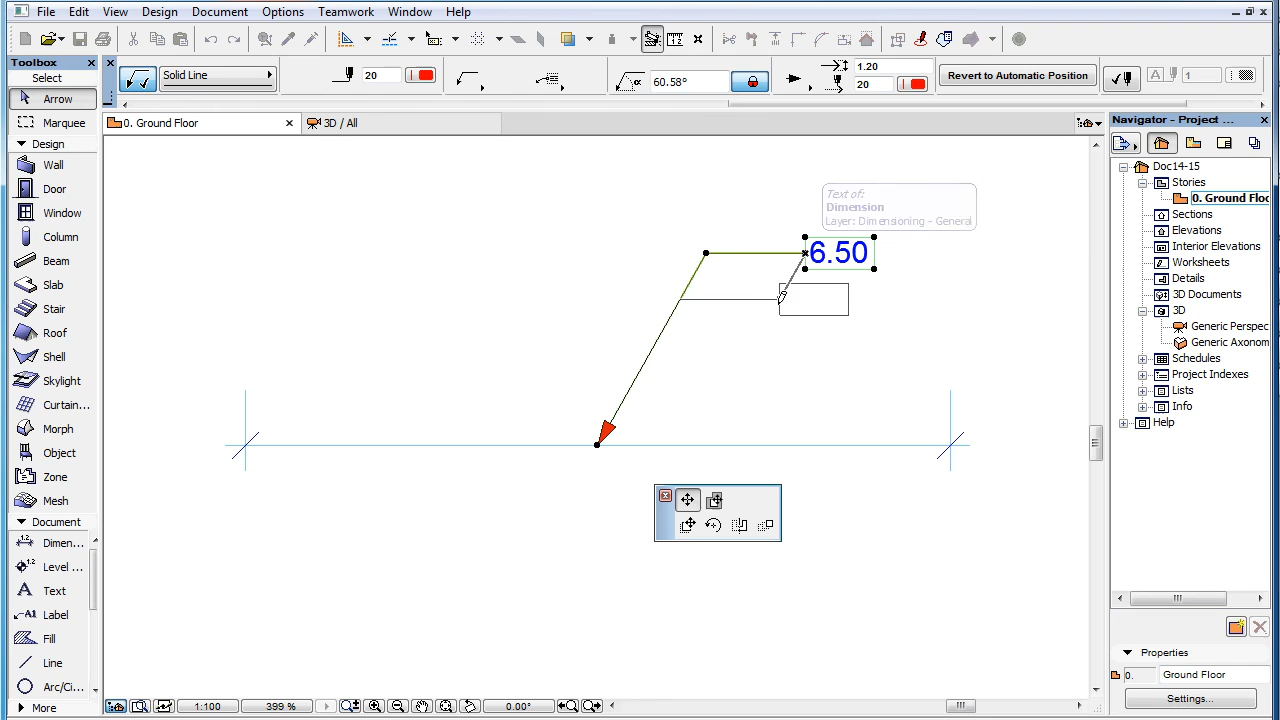 File Edit View Design Document Options Teamwork Window Help
Toolbox
Select
Arrow
Marquee
Design
Wall
Door
Window
Column
Beam
Slab
Stair
Roof
Shell
Skylight
Curtain...
Morph
Object
Zone
Mesh
Document
Dimen...
Level ...
Text
Label
Fill
Line
Arc/Ci...
More
Solid Line
20
60.58°
1.20
20
Revert to Automatic Position
1
0. Ground Floor
3D / All
Text of:
Dimension
Layer: Dimensioning - General
6.50
1:100
399 %
0.00°
Navigator - Project ...
Doc14-15
Stories
0. Ground Floo
Sections
Elevations
Interior Elevations
Worksheets
Details
3D Documents
3D
Generic Perspec
Generic Axonom
Schedules
Project Indexes
Lists
Info
Help
Properties
0.
Ground Floor
Settings...